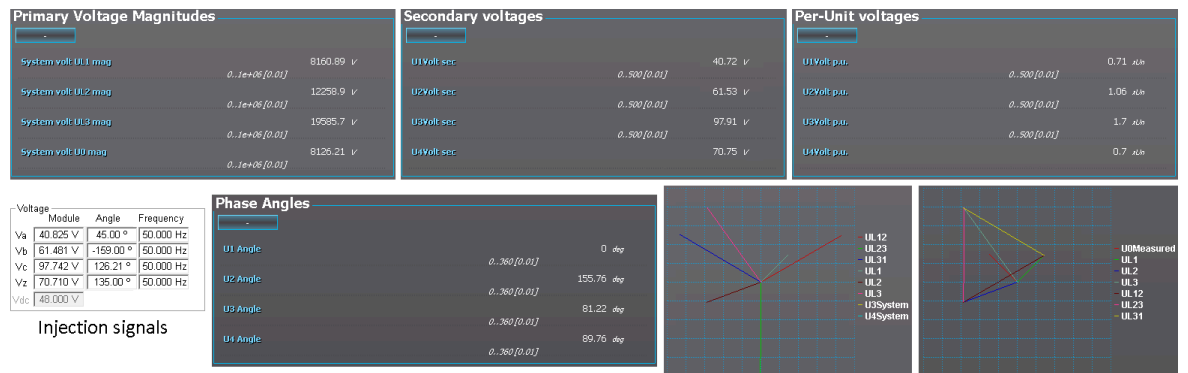 Primary Voltage Magnitudes
-
System volt UL1 mag 8160.89 V
0..1e+06 [0.01]
System volt UL2 mag 12258.9 V
0..1e+06 [0.01]
System volt UL3 mag 19585.7 V
0..1e+06 [0.01]
System volt U0 mag 8126.21 V
0..1e+06 [0.01]
Secondary voltages
-
U1Volt sec 40.72 V
0..500 [0.01]
U2Volt sec 61.53 V
0..500 [0.01]
U3Volt sec 97.91 V
0..500 [0.01]
U4Volt sec 70.75 V
Per-Unit voltages
-
U1Volt p.u. 0.71 xUn
0..500 [0.01]
U2Volt p.u. 1.06 xUn
0..500 [0.01]
U3Volt p.u. 1.7 xUn
0..500 [0.01]
U4Volt p.u. 0.7 xUn
Voltage
Module Angle Frequency
Va 40.825 V 45.00 º 50.000 Hz
Vb 61.481 V -159.00 º 50.000 Hz
Vc 97.742 V 126.21 º 50.000 Hz
Vz 70.710 V 135.00 º 50.000 Hz
Vdc 48.000 V
Injection signals
Phase Angles
-
U1 Angle 0 deg
0..360 [0.01]
U2 Angle 155.76 deg
0..360 [0.01]
U3 Angle 81.22 deg
0..360 [0.01]
U4 Angle 89.76 deg
0..360 [0.01]
UL12
UL23
UL31
UL1
UL2
UL3
U3System
U4System
U0Measured
UL1
UL2
UL3
UL12
UL23
UL31